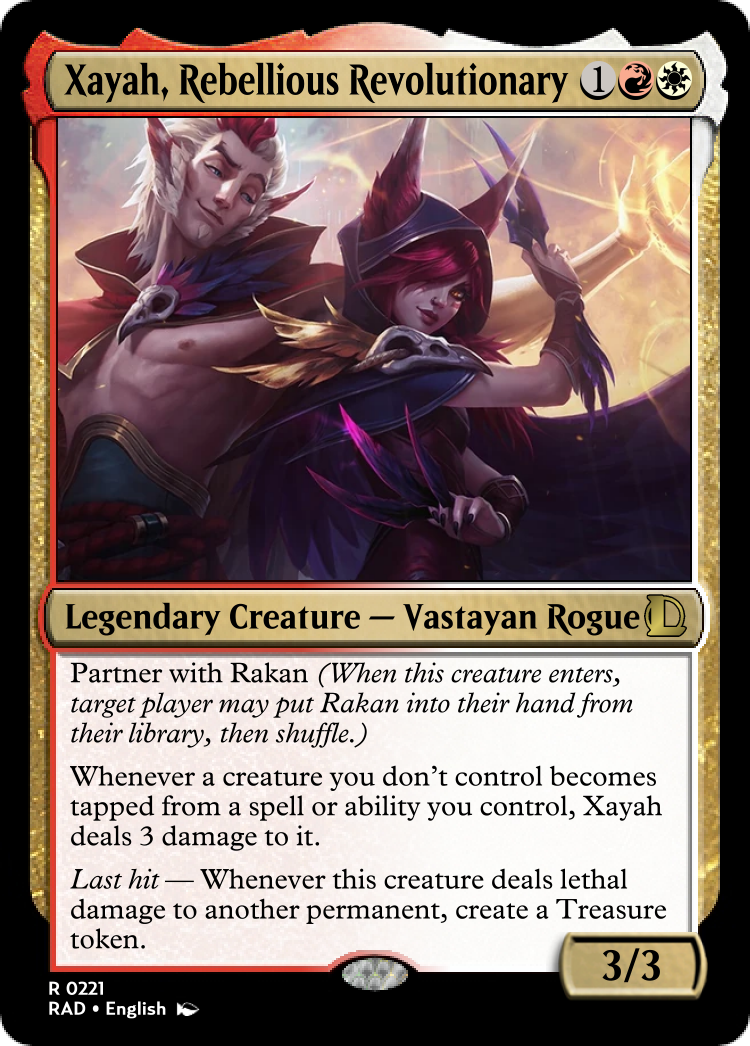 Xayah, Rebellious Revolutionary 1
Legendary Creature — Vastayan Rogue
Partner with Rakan (When this creature enters,
target player may put Rakan into their hand from
their library, then shuffle.)
Whenever a creature you don't control becomes
tapped from a spell or ability you control, Xayah
deals 3 damage to it.
Last hit — Whenever this creature deals lethal
damage to another permanent, create a Treasure
token.
3/3
R 0221
RAD • English